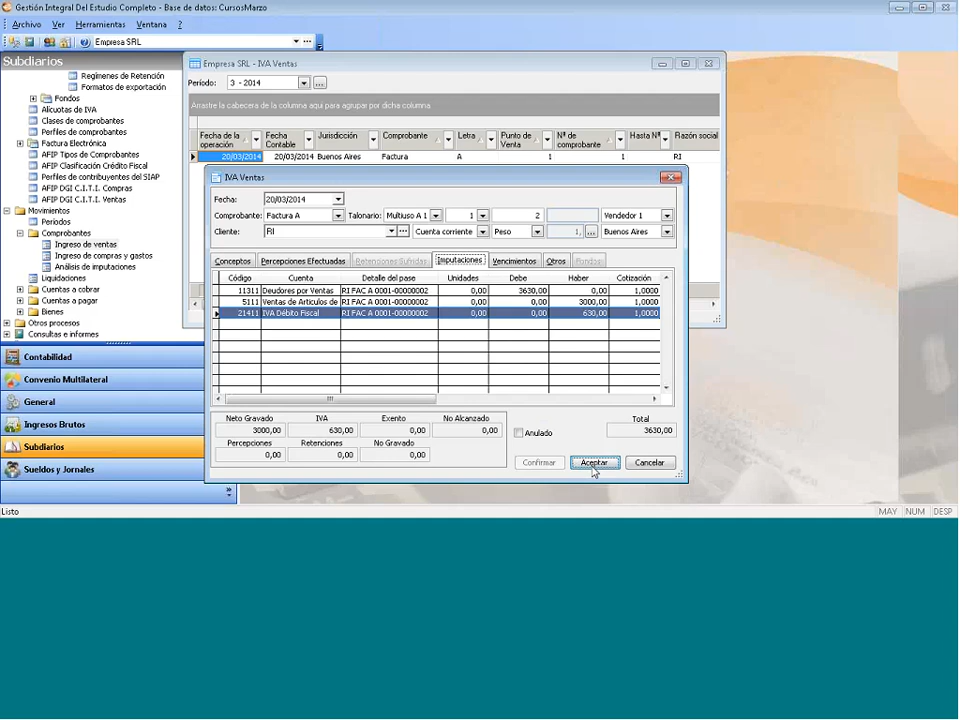 Gestión Integral Del Estudio Completo - Base de datos: CursosMarzo
Archivo Ver Herramientas Ventana ?
Empresa SRL
Subdiarios
Regímenes de Retención
Formatos de exportación
Fondos
Alícuotas de IVA
Clases de comprobantes
Perfiles de comprobantes
Factura Electrónica
AFIP Tipos de Comprobantes
AFIP Clasificación Crédito Fiscal
Perfiles de contribuyentes del SIAP
AFIP DGI C.I.T.I. Compras
AFIP DGI C.I.T.I. Ventas
Movimientos
Períodos
Comprobantes
Ingreso de ventas
Ingreso de compras y gastos
Análisis de imputaciones
Liquidaciones
Cuentas a cobrar
Cuentas a pagar
Bienes
Otros procesos
Consultas e informes
Contabilidad
Convenio Multilateral
General
Ingresos Brutos
Subdiarios
Sueldos y Jornales
Empresa SRL - IVA Ventas
Período: 3 - 2014
Arrastre la cabecera de la columna aquí para agrupar por dicha columna
Fecha de la operación Fecha Contable Jurisdicción Comprobante Letra Punto de Venta Nº de comprobante Hasta Nº Razón social
20/03/2014 20/03/2014 Buenos Aires Factura A 1 1 RI
IVA Ventas
Fecha: 20/03/2014
Comprobante: Factura A Talonario: Multiuso A 1 1 2 Vendedor 1
Cliente: RI Cuenta corriente Peso 1, Buenos Aires
Conceptos Percepciones Efectuadas Retenciones Sufridas Imputaciones Vencimientos Otros Fondos
Código Cuenta Detalle del pase Unidades Debe Haber Cotización
11311 Deudores por Ventas RI FAC A 0001-00000002 0,00 3630,00 0,00 1,0000
5111 Ventas de Artículos de RI FAC A 0001-00000002 0,00 0,00 3000,00 1,0000
21411 IVA Débito Fiscal RI FAC A 0001-00000002 0,00 0,00 630,00 1,0000
Neto Gravado IVA Exento No Alcanzado Total
3000,00 630,00 0,00 0,00 Anulado 3630,00
Percepciones Retenciones No Gravado
0,00 0,00 0,00
Confirmar Aceptar Cancelar
Listo MAY NUM DESP